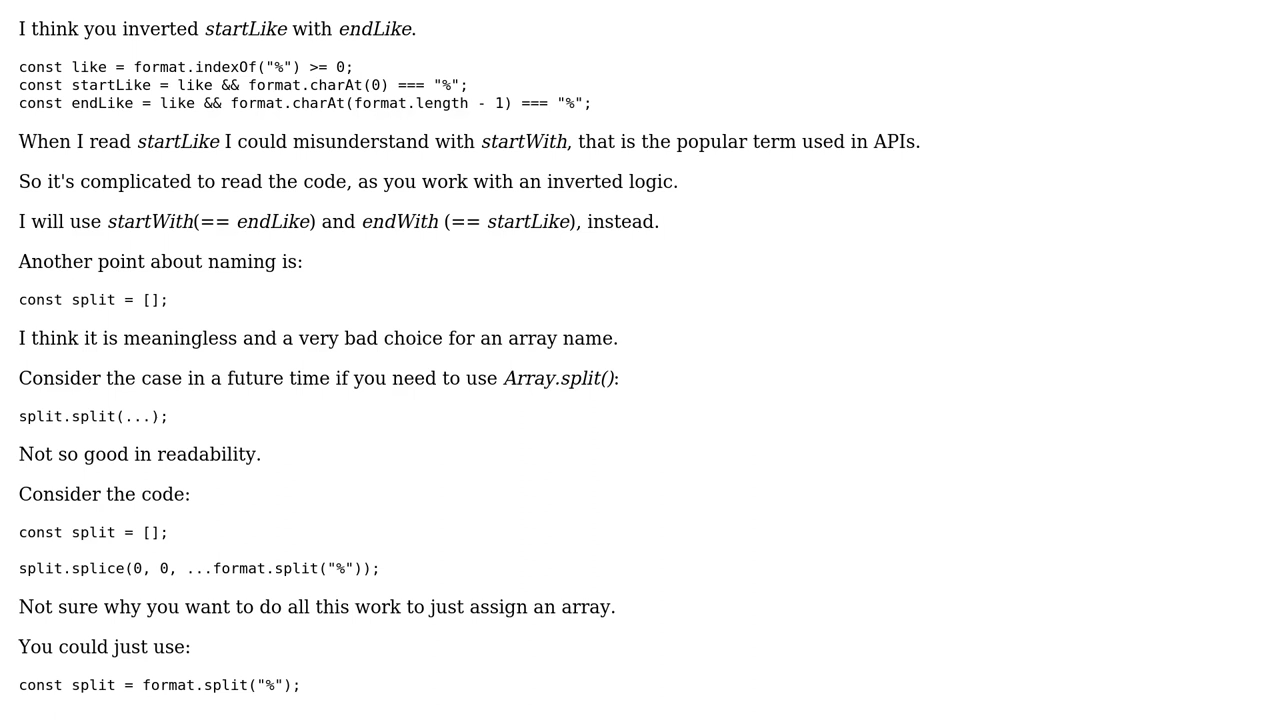 I think you inverted startLike with endLike.
const like = format.indexOf("%") >= 0;
const startLike = like && format.charAt(0) === "%";
const endLike = like && format.charAt(format.length - 1) === "%";
When I read startLike I could misunderstand with startWith, that is the popular term used in APIs.
So it's complicated to read the code, as you work with an inverted logic.
I will use startWith(== endLike) and endWith (== startLike), instead.
Another point about naming is:
const split = [];
I think it is meaningless and a very bad choice for an array name.
Consider the case in a future time if you need to use Array.split():
split.split(...);
Not so good in readability.
Consider the code:
const split = [];
split.splice(0, 0, ...format.split("%"));
Not sure why you want to do all this work to just assign an array.
You could just use:
const split = format.split("%");